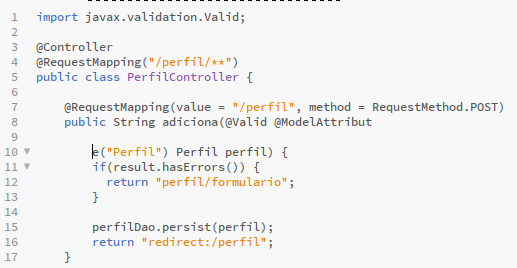 1 import javax.validation.Valid;
2
3 @Controller
4 @RequestMapping("/perfil/**")
5 public class PerfilController {
6
7 @RequestMapping(value = "/perfil", method = RequestMethod.POST)
8 public String adiciona(@Valid @ModelAttribut
9
10 e("Perfil") Perfil perfil) {
11 if(result.hasErrors()) {
12 return "perfil/formulario";
13 }
14
15 perfilDao.persist(perfil);
16 return "redirect:/perfil";
17 }